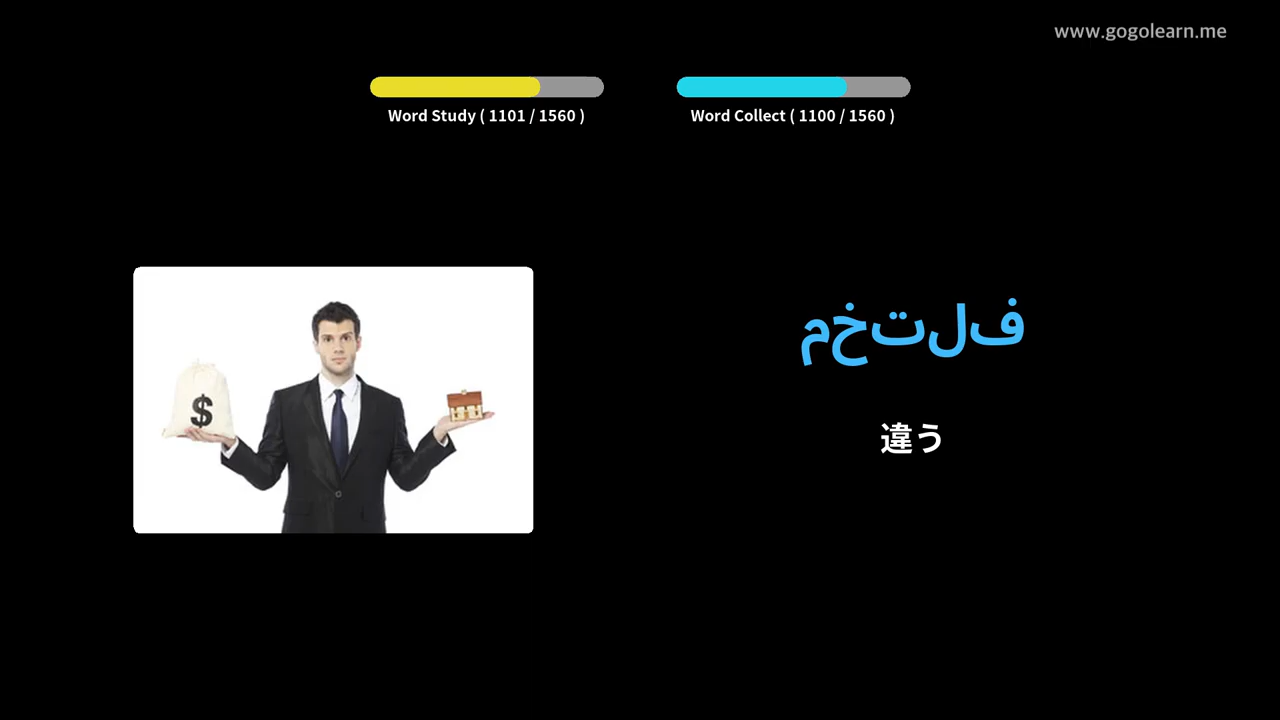 www.gogolearn.me
Word Study ( 1101 / 1560 )
Word Collect ( 1100 / 1560 )
مختلف
違う
$